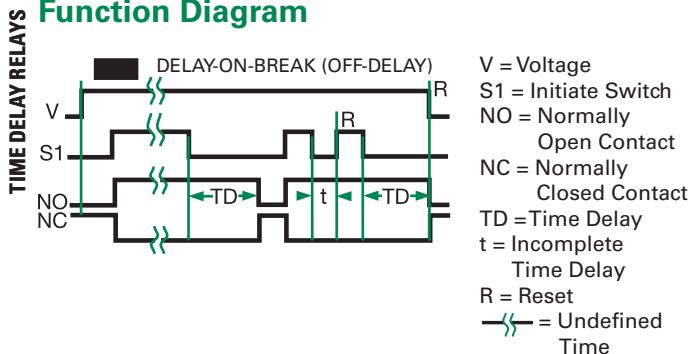 Function Diagram
TIME DELAY RELAYS
DELAY-ON-BREAK (OFF-DELAY)
V
R
S1
R
NO
NC
TD
t
TD
V = Voltage
S1 = Initiate Switch
NO = Normally
Open Contact
NC = Normally
Closed Contact
TD = Time Delay
t = Incomplete
Time Delay
R = Reset
= Undefined
Time